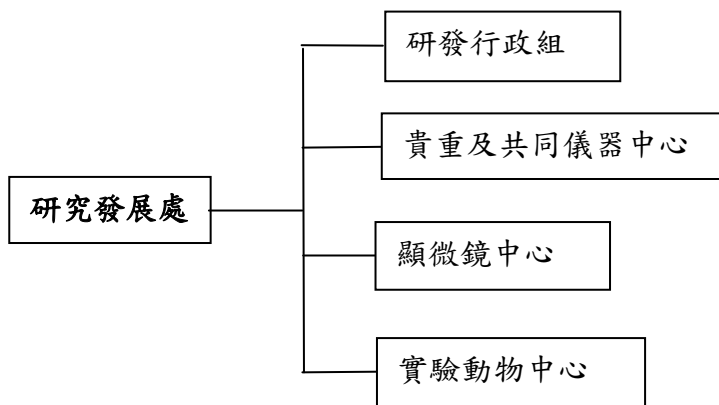 研發行政組
貴重及共同儀器中心
研究發展處
顯微鏡中心
實驗動物中心